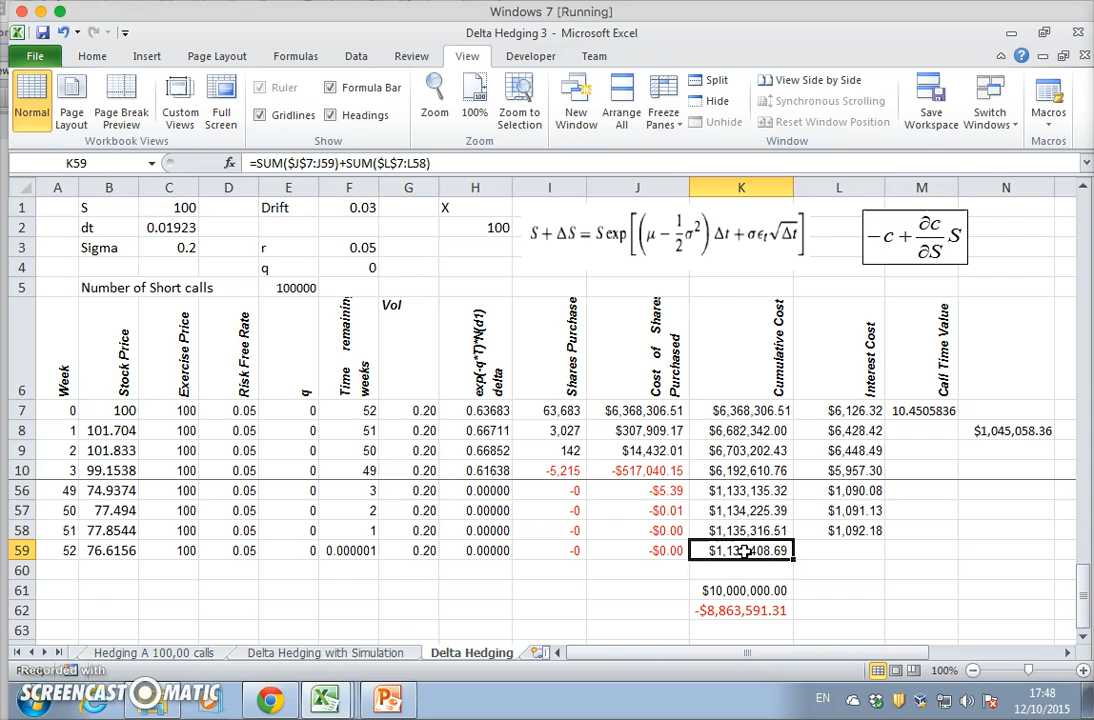 Windows 7 [Running]
Delta Hedging 3 - Microsoft Excel
File Home Insert Page Layout Formulas Data Review View Developer Team
Normal
Page Layout
Page Break Preview
Custom Views
Full Screen
Ruler
Formula Bar
Gridlines
Headings
Workbook Views
Show
Zoom
100%
Zoom to Selection
Zoom
New Window
Arrange All
Freeze Panes
Split
Hide
Unhide
View Side by Side
Synchronous Scrolling
Reset Window Position
Window
Save Workspace
Switch Windows
Macros
Macros
K59 fx =SUM($J$7:J59)+SUM($L$7:L58)
A B C D E F G H I J K L M N
1 S 100 Drift 0.03 X
2 dt 0.01923 100
3 Sigma 0.2 r 0.05
4 q 0
5 Number of Short calls 100000
S + ΔS = S exp[(μ − 1/2 σ²) Δt + σϵt√Δt]
−c + ∂c/∂S S
6 Week Stock Price Exercise Price Risk Free Rate q Time remaining weeks Vol exp(-q*T)*N(d1) delta Shares Purchase Cost of Shares Purchased Cumulative Cost Interest Cost Call Time Value
7 0 100 100 0.05 0 52 0.20 0.63683 63,683 $6,368,306.51 $6,368,306.51 $6,126.32 10.4505836
8 1 101.704 100 0.05 0 51 0.20 0.66711 3,027 $307,909.17 $6,682,342.00 $6,428.42 $1,045,058.36
9 2 101.833 100 0.05 0 50 0.20 0.66852 142 $14,432.01 $6,703,202.43 $6,448.49
10 3 99.1538 100 0.05 0 49 0.20 0.61638 -5,215 -$517,040.15 $6,192,610.76 $5,957.30
56 49 74.9374 100 0.05 0 3 0.20 0.00000 -0 -$5.39 $1,133,135.32 $1,090.08
57 50 77.494 100 0.05 0 2 0.20 0.00000 -0 -$0.01 $1,134,225.39 $1,091.13
58 51 77.8544 100 0.05 0 1 0.20 0.00000 -0 -$0.00 $1,135,316.51 $1,092.18
59 52 76.6156 100 0.05 0 0.000001 0.20 0.00000 -0 -$0.00
60
61 $10,000,000.00
62 -$8,863,591.31
63
Hedging A 100,00 calls Delta Hedging with Simulation Delta Hedging
Recorded with
SCREENCAST-O-MATIC
100%
EN
17:48
12/10/2015